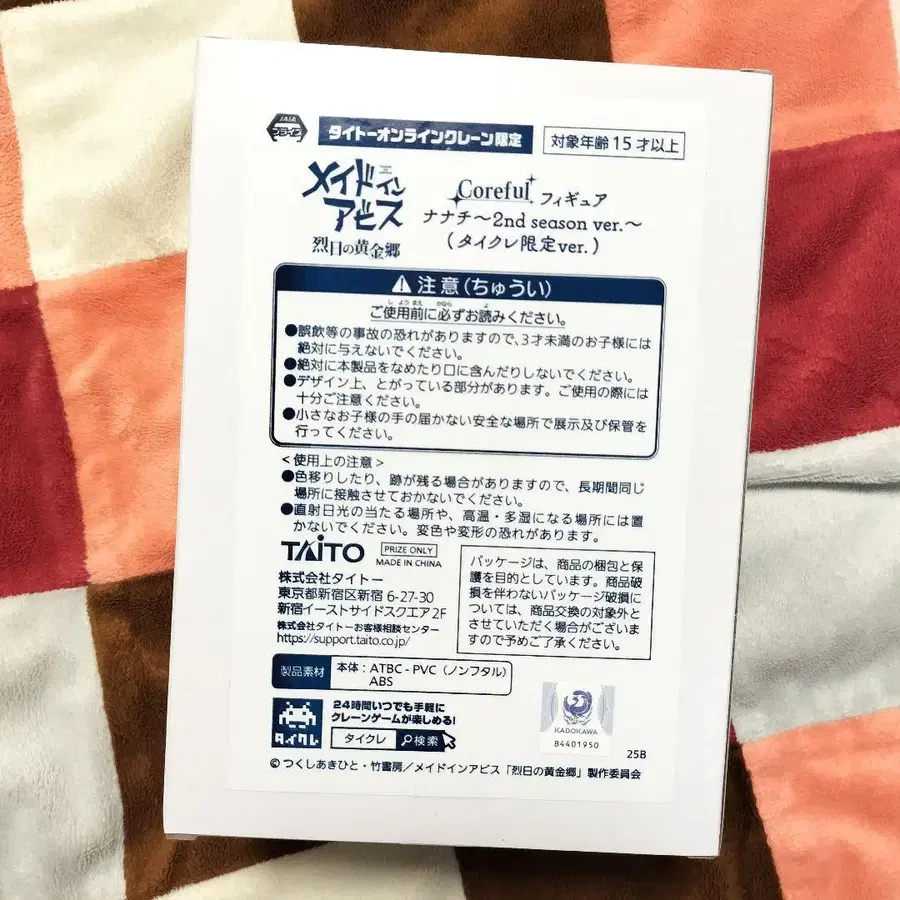 JAIA
プライズ
タイトーオンラインクレーン限定
対象年齢15才以上
メイドイン
アビス
烈日の黄金郷
Coreful フィギュア
ナナチ～2nd season ver.～
(タイクレ限定ver.)
注意(ちゅうい)
ご使用前に必ずお読みください。
●誤飲等の事故の恐れがありますので、3才未満のお子様には
絶対に与えないでください。
●絶対に本製品をなめたり口に含んだりしないでください。
●デザイン上、とがっている部分があります。ご使用の際には
十分ご注意ください。
●小さなお子様の手の届かない安全な場所で展示及び保管を
行ってください。
<使用上の注意>
●色移りしたり、跡が残る場合がありますので、長期間同じ
場所に接触させておかないでください。
●直射日光の当たる場所や、高温・多湿になる場所には置
かないでください。変色や変形の恐れがあります。
TAITO
PRIZE ONLY
MADE IN CHINA
株式会社タイトー
東京都新宿区新宿 6-27-30
新宿イーストサイドスクエア 2F
株式会社タイトーお客様相談センター
https://support.taito.co.jp/
パッケージは、商品の梱包と保
護を目的としています。商品破
損を伴わないパッケージ破損に
ついては、商品交換の対象外と
させていただく場合がございま
すので予めご了承ください。
製品素材
本体:ATBC-PVC (ノンフタル)
ABS
タイクレ
24時間いつでも手軽に
クレーンゲームが楽しめる!
タイクレ 検索
KADOKAWA
B4401950
25B
©つくしあきひと・竹書房/メイドインアビス「烈日の黄金郷」製作委員会